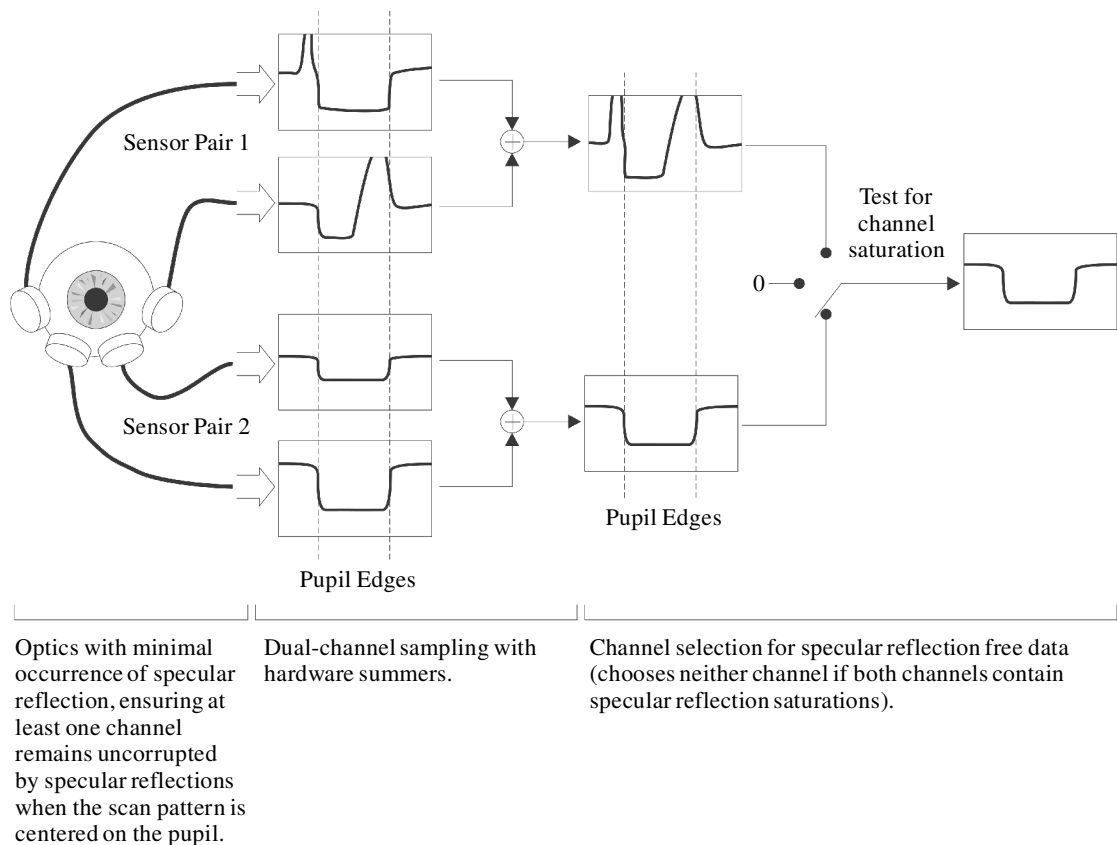 Sensor Pair 1
Test for
channel
saturation
0
Sensor Pair 2
Pupil Edges
Pupil Edges
Optics with minimal
occurrence of specular
reflection, ensuring at
least one channel
remains uncorrupted
by specular reflections
when the scan pattern is
centered on the pupil.
Dual-channel sampling with
hardware summers.
Channel selection for specular reflection free data
(chooses neither channel if both channels contain
specular reflection saturations).